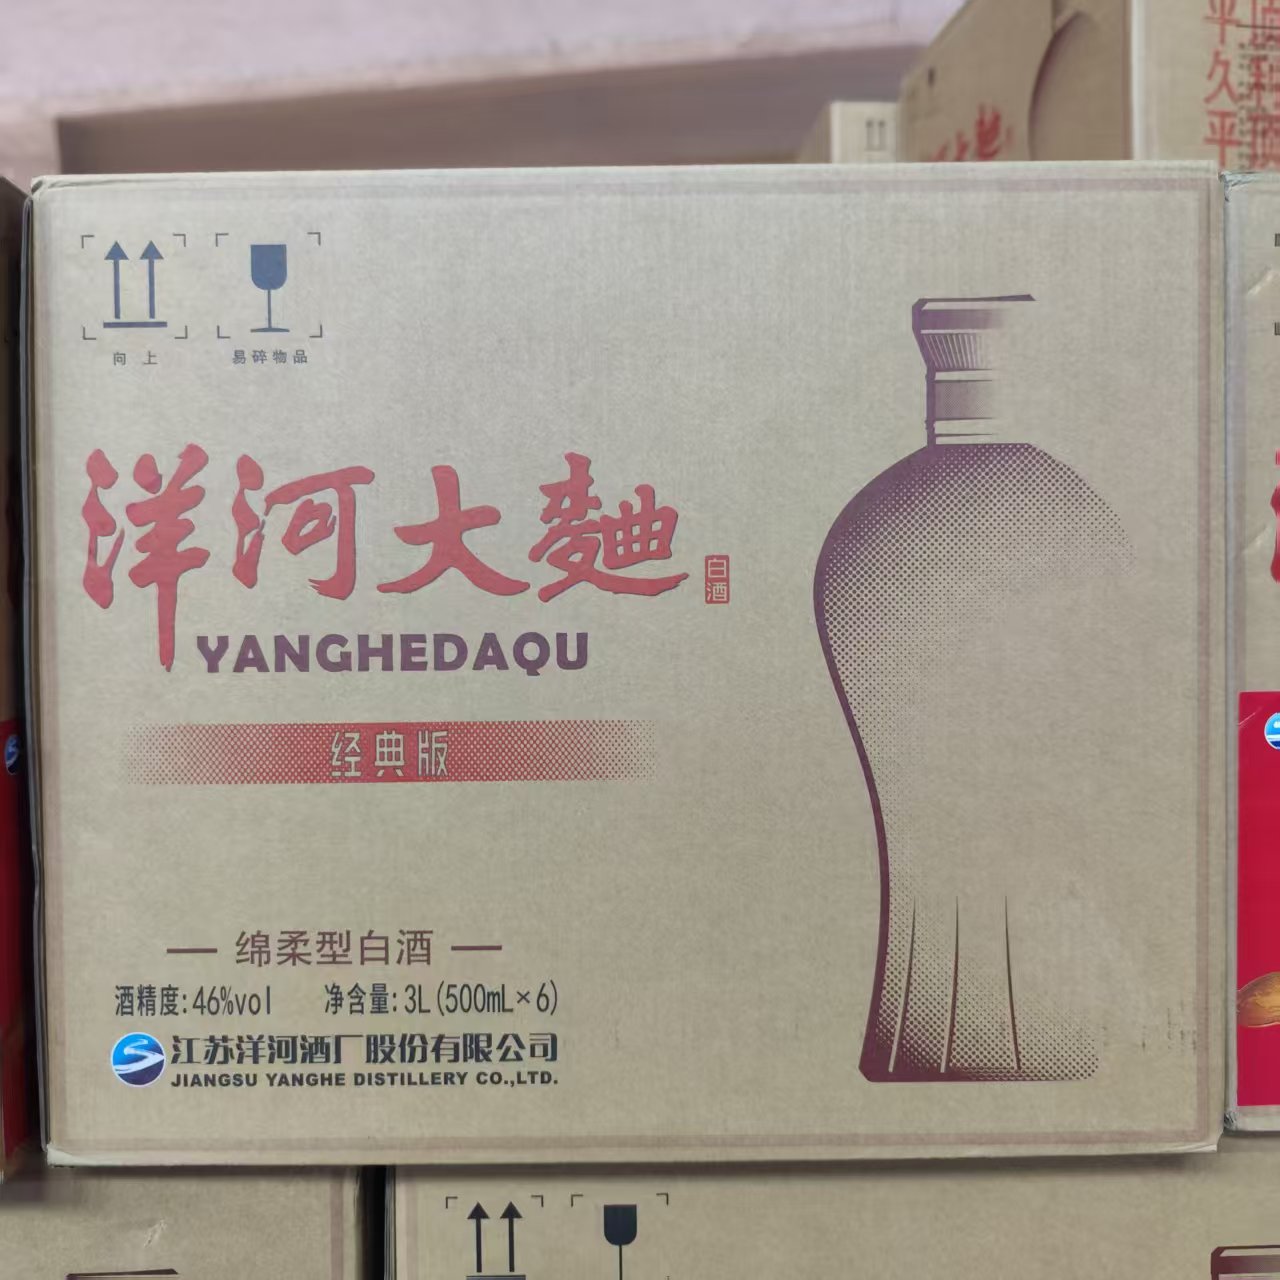 向上
易碎物品
洋河大麯
白酒
YANGHEDAQU
经典版
绵柔型白酒
酒精度:46%vol 净含量:3L(500mL×6)
江苏洋河酒厂股份有限公司
JIANGSU YANGHE DISTILLERY CO.,LTD.